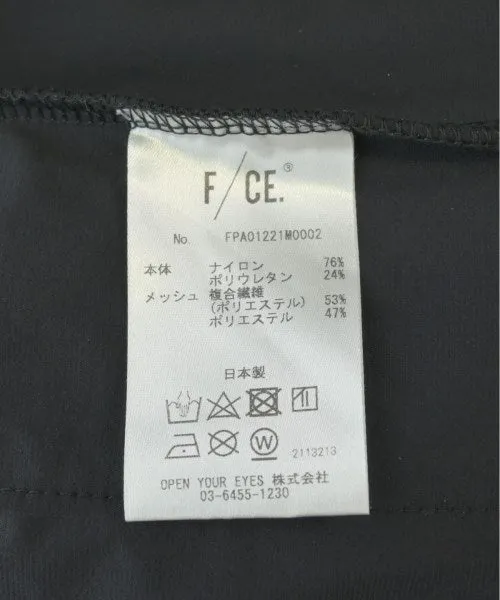 F/CE.®
No. FPA01221M0002
本体 ナイロン 76%
ポリウレタン 24%
メッシュ 複合繊維
(ポリエステル) 53%
ポリエステル 47%
日本製
W
2113213
OPEN YOUR EYES 株式会社
03-6455-1230